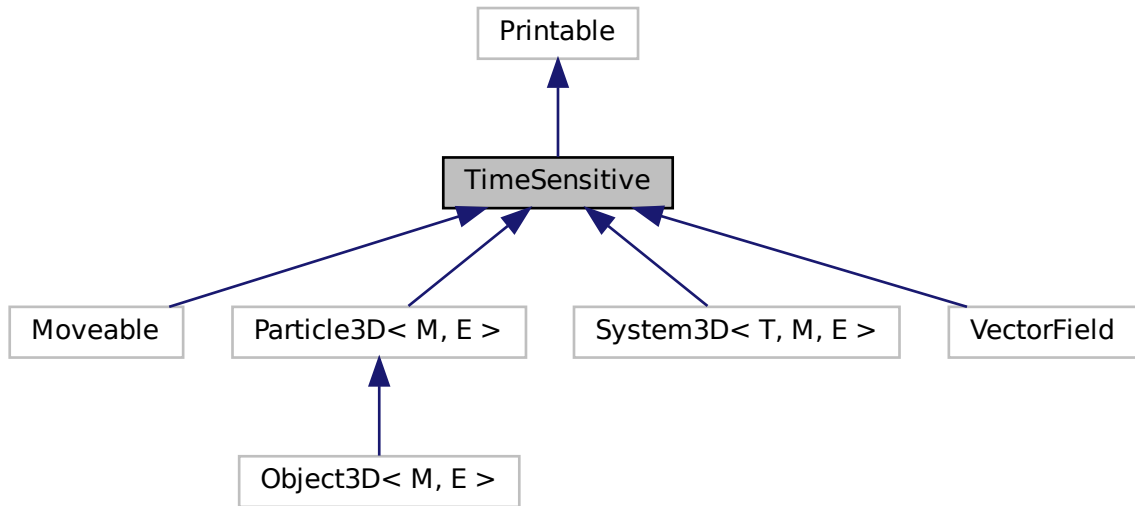 Printable
TimeSensitive
Moveable
Particle3D< M, E >
System3D< T, M, E >
VectorField
Object3D< M, E >